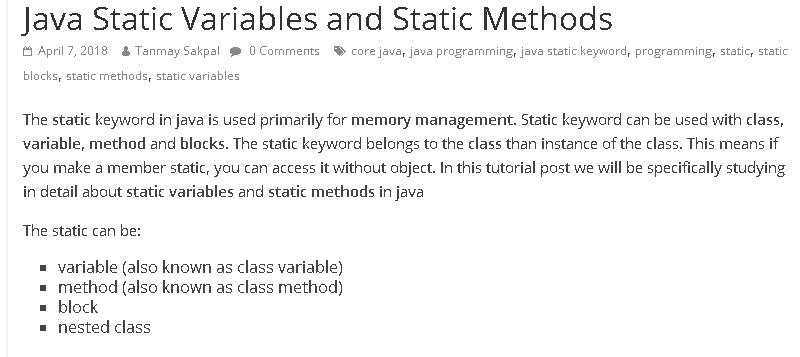 Java Static Variables and Static Methods
April 7, 2018 Tanmay Sakpal 0 Comments core java, java programming, java static keyword, programming, static, static
blocks, static methods, static variables
The static keyword in java is used primarily for memory management. Static keyword can be used with class,
variable, method and blocks. The static keyword belongs to the class than instance of the class. This means if
you make a member static, you can access it without object. In this tutorial post we will be specifically studying
in detail about static variables and static methods in java
The static can be:
variable (also known as class variable)
method (also known as class method)
block
nested class